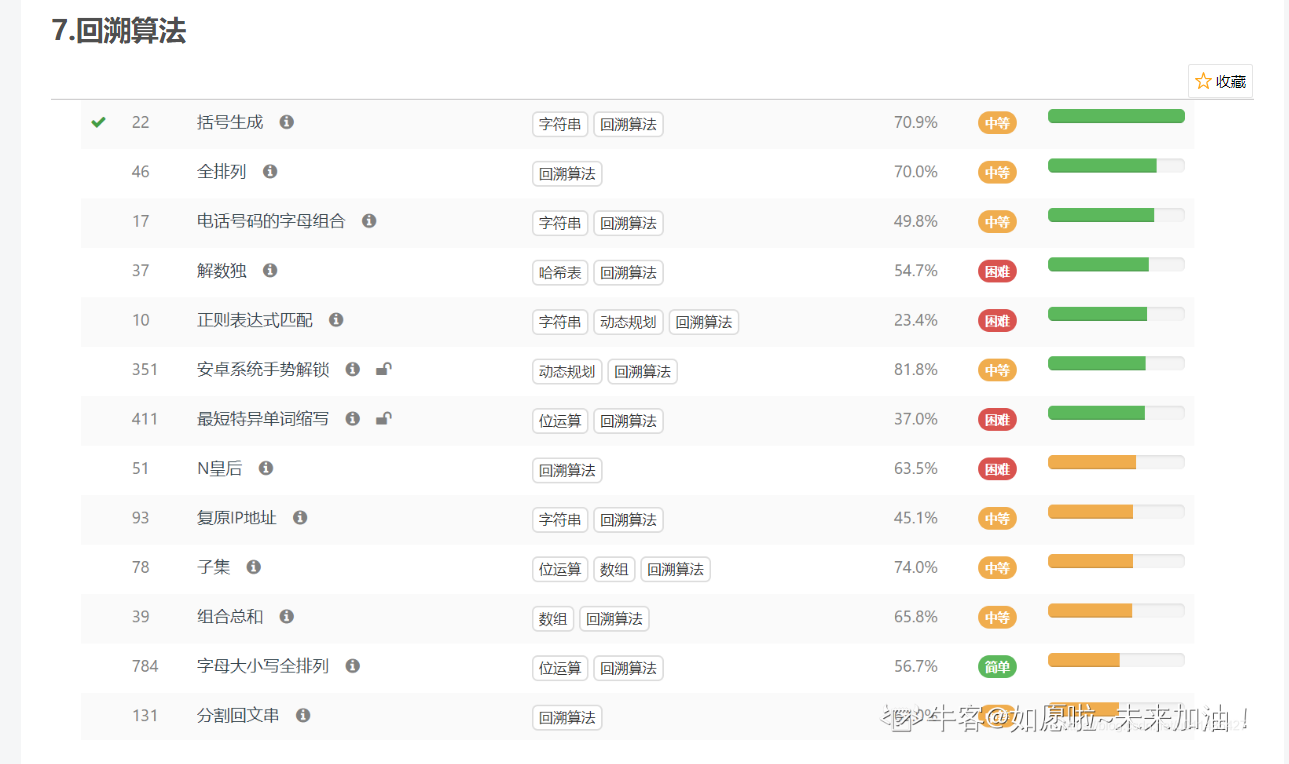 7.回溯算法
收藏
22 括号生成 字符串 回溯算法 70.9% 中等
46 全排列 回溯算法 70.0% 中等
17 电话号码的字母组合 字符串 回溯算法 49.8% 中等
37 解数独 哈希表 回溯算法 54.7% 困难
10 正则表达式匹配 字符串 动态规划 回溯算法 23.4% 困难
351 安卓系统手势解锁 动态规划 回溯算法 81.8% 中等
411 最短特异单词缩写 位运算 回溯算法 37.0% 困难
51 N皇后 回溯算法 63.5% 困难
93 复原IP地址 字符串 回溯算法 45.1% 中等
78 子集 位运算 数组 回溯算法 74.0% 中等
39 组合总和 数组 回溯算法 65.8% 中等
784 字母大小写全排列 位运算 回溯算法 56.7% 简单
131 分割回文串 回溯算法
牛客@如愿啦~未来加油！